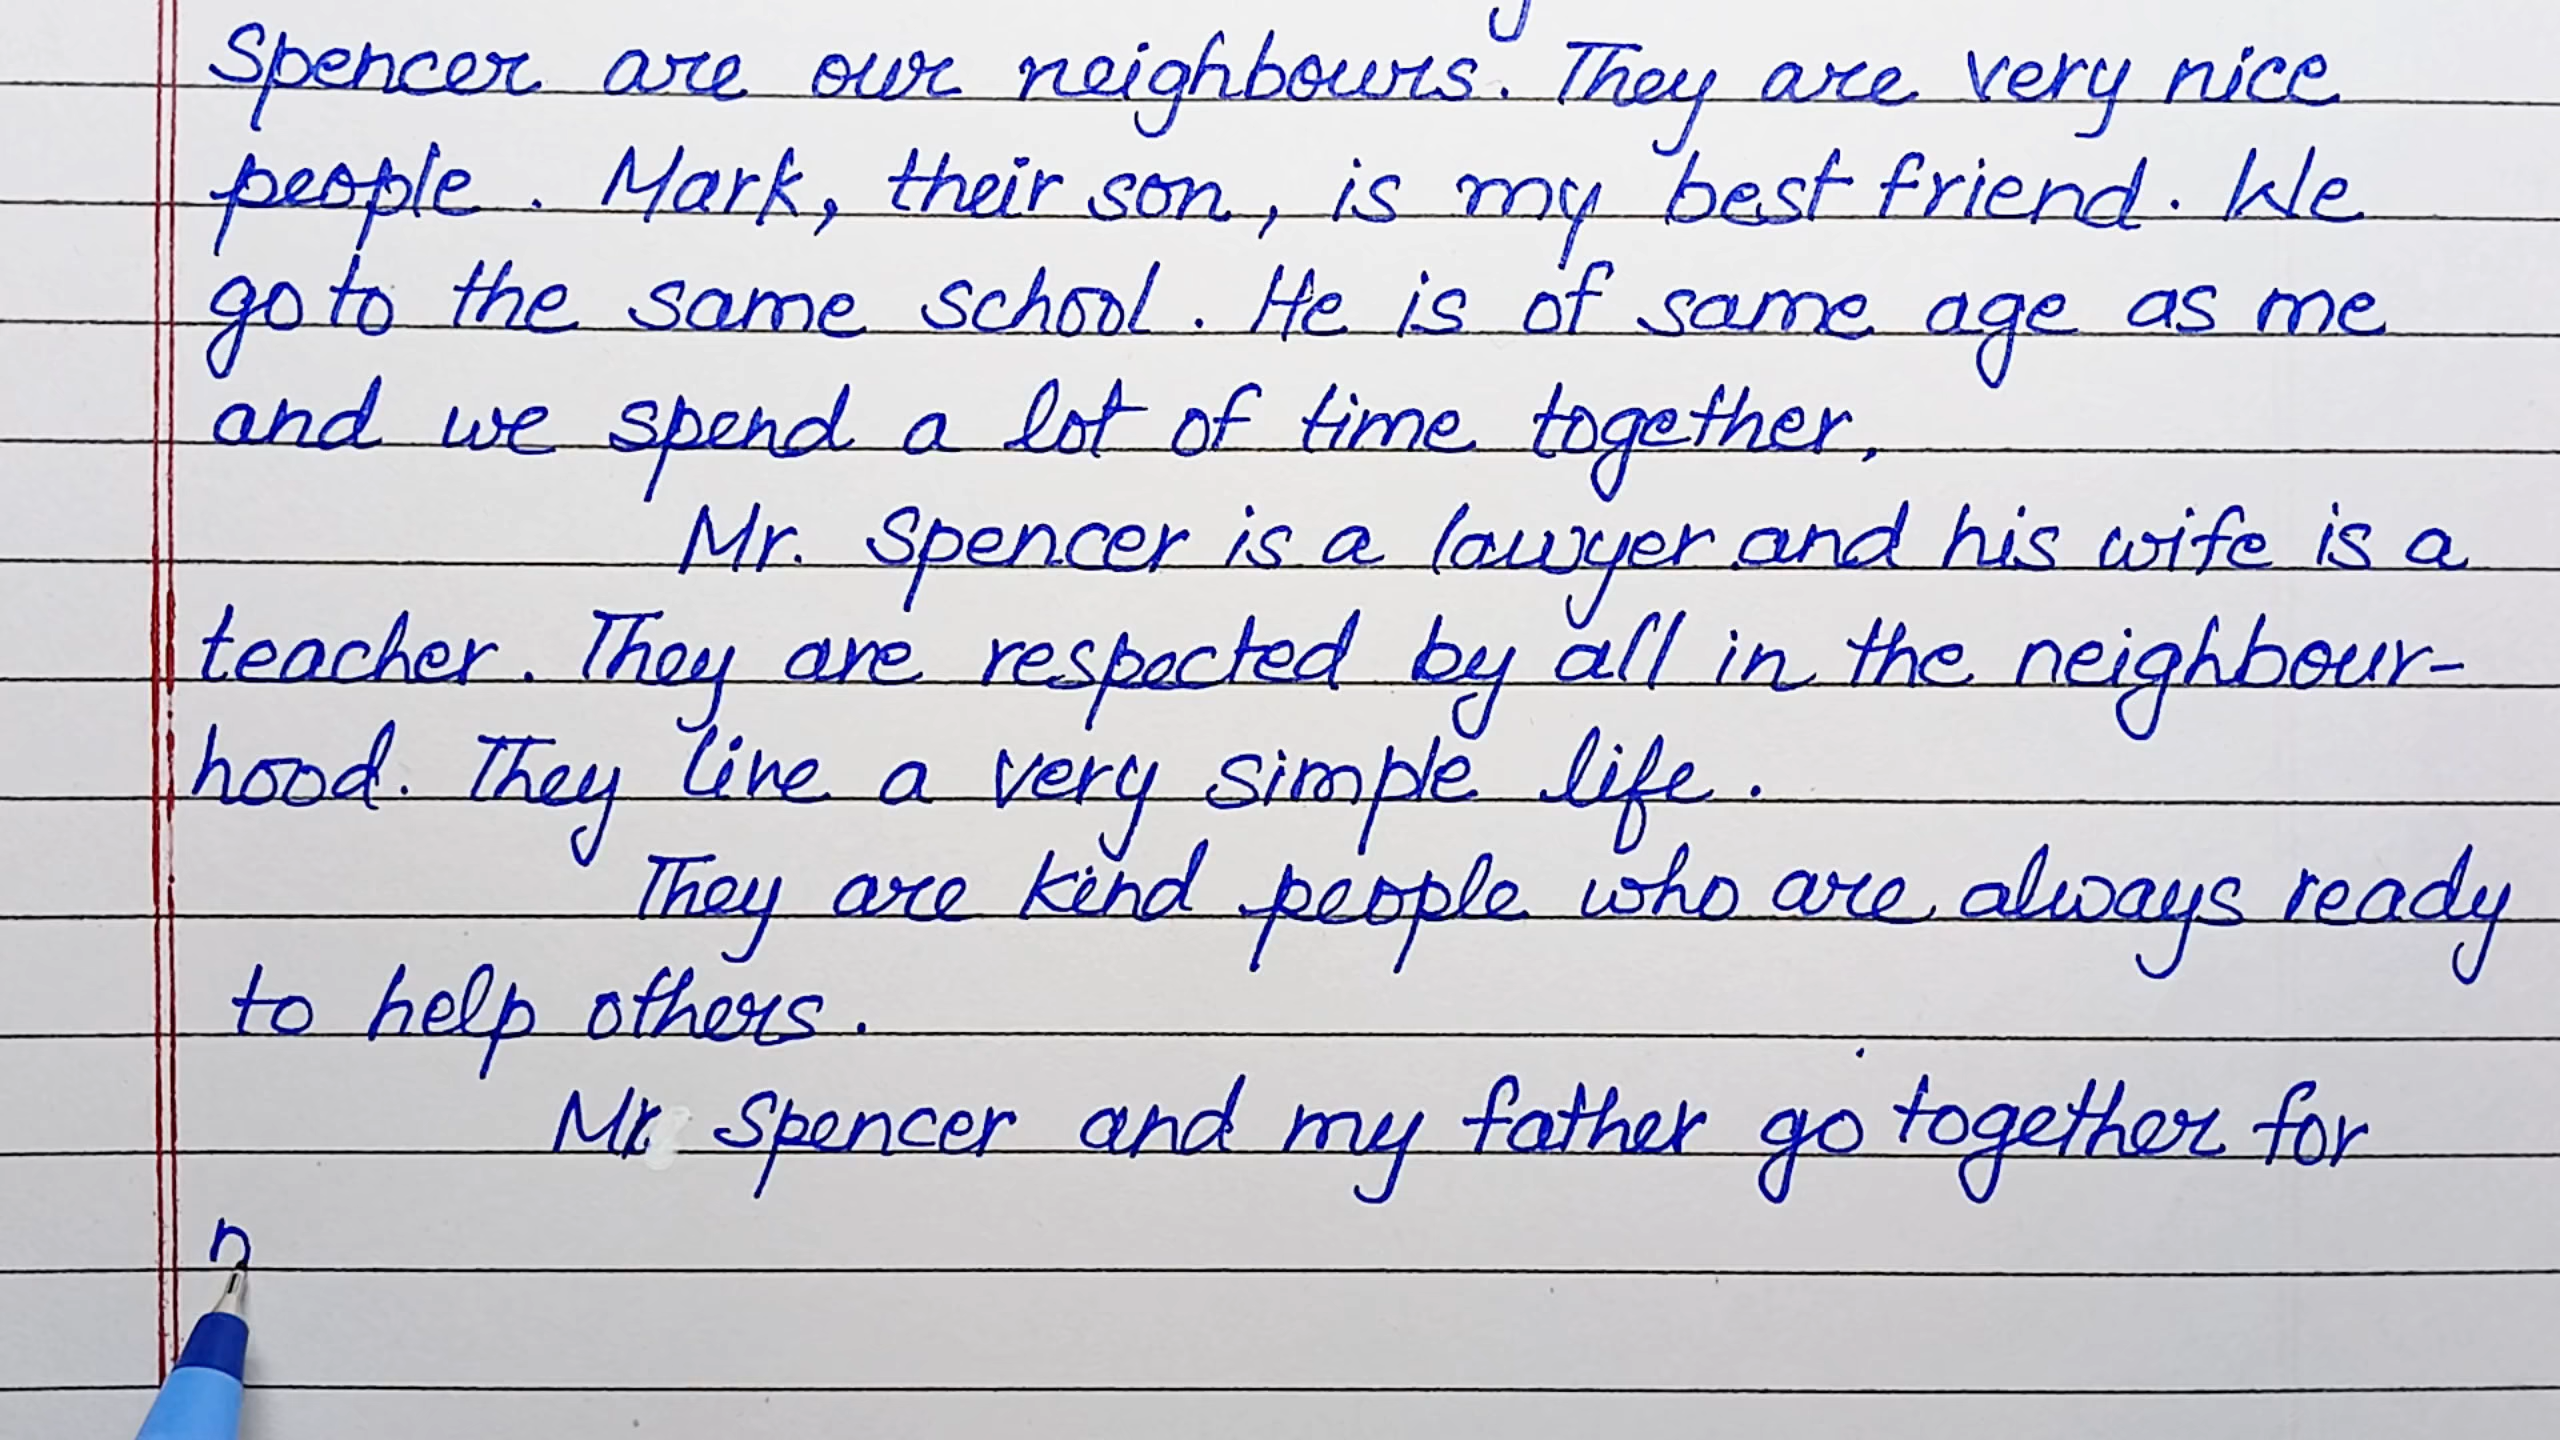 Spencer are our neighbours. They are very nice
people. Mark, their son, is my best friend. We
go to the same school. He is of same age as me
and we spend a lot of time together.
Mr. Spencer is a lawyer and his wife is a
teacher. They are respected by all in the neighbour-
hood. They live a very simple life.
They are kind people who are always ready
to help others.
Mr Spencer and my father go together for